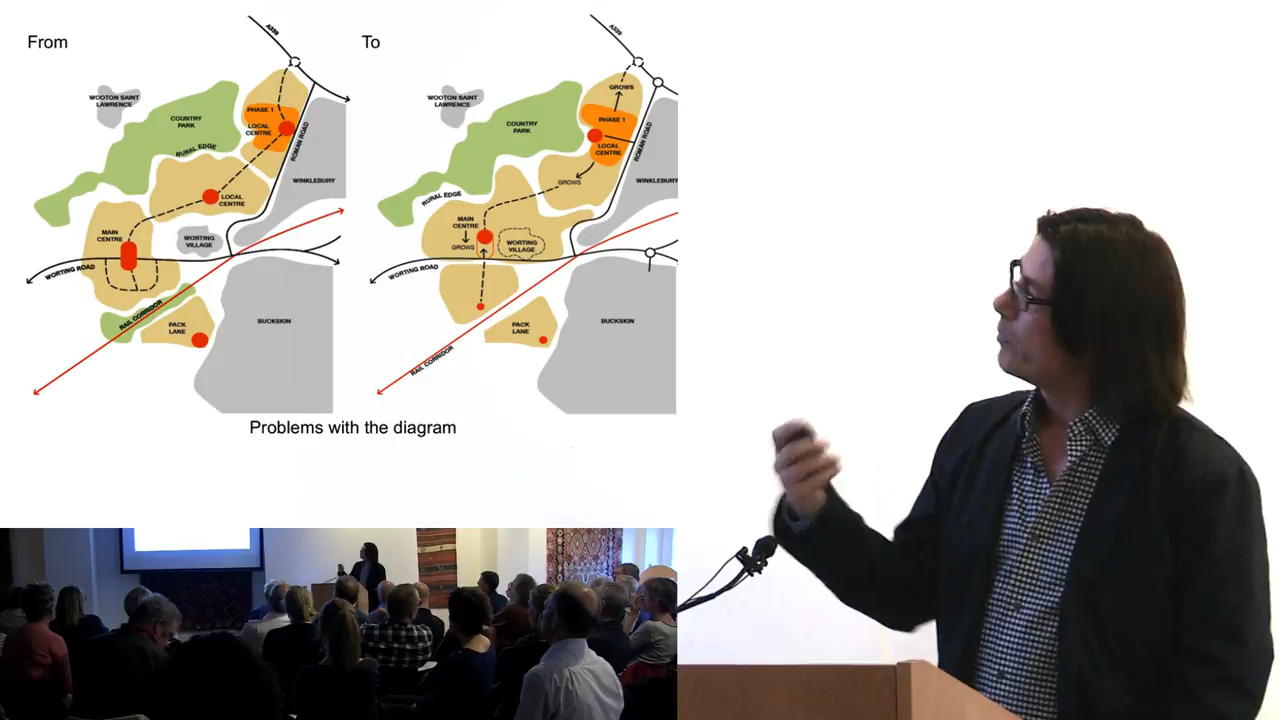 From
A339
WOOTON SAINT
LAWRENCE
COUNTRY
PARK
PHASE 1
LOCAL
CENTRE
RURAL EDGE
ROMAN ROAD
WINKLEBURY
LOCAL
CENTRE
MAIN
CENTRE
WORTING
VILLAGE
WORTING ROAD
RAIL CORRIDOR
PACK
LANE
BUCKSKIN
To
A339
WOOTON SAINT
LAWRENCE
GROWS
COUNTRY
PARK
PHASE 1
LOCAL
CENTRE
ROMAN ROAD
GROWS
WINKLEBURY
RURAL EDGE
MAIN
CENTRE
GROWS
WORTING
VILLAGE
WORTING ROAD
PACK
LANE
BUCKSKIN
RAIL CORRIDOR
Problems with the diagram